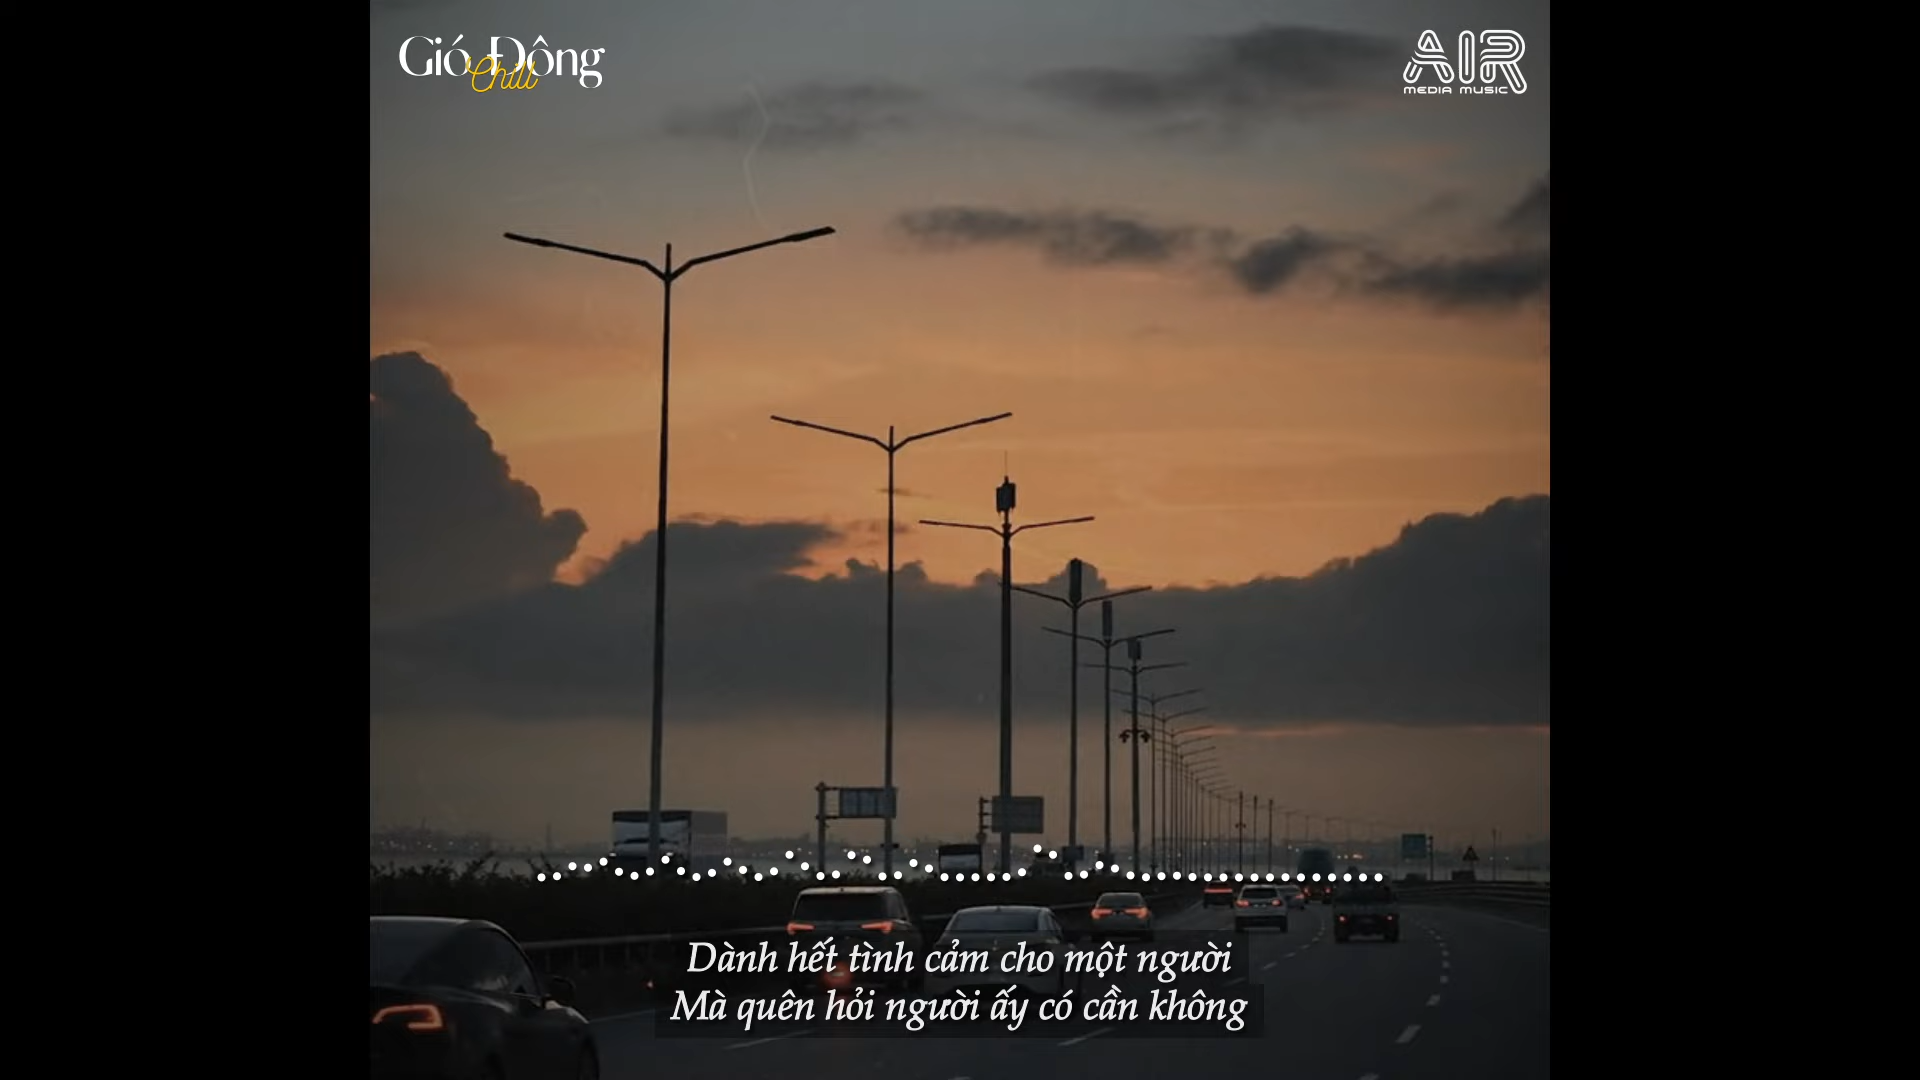 Gió Đông
Chill
AIR
MEDIA MUSIC
Dành hết tình cảm cho một người
Mà quên hỏi người ấy có cần không